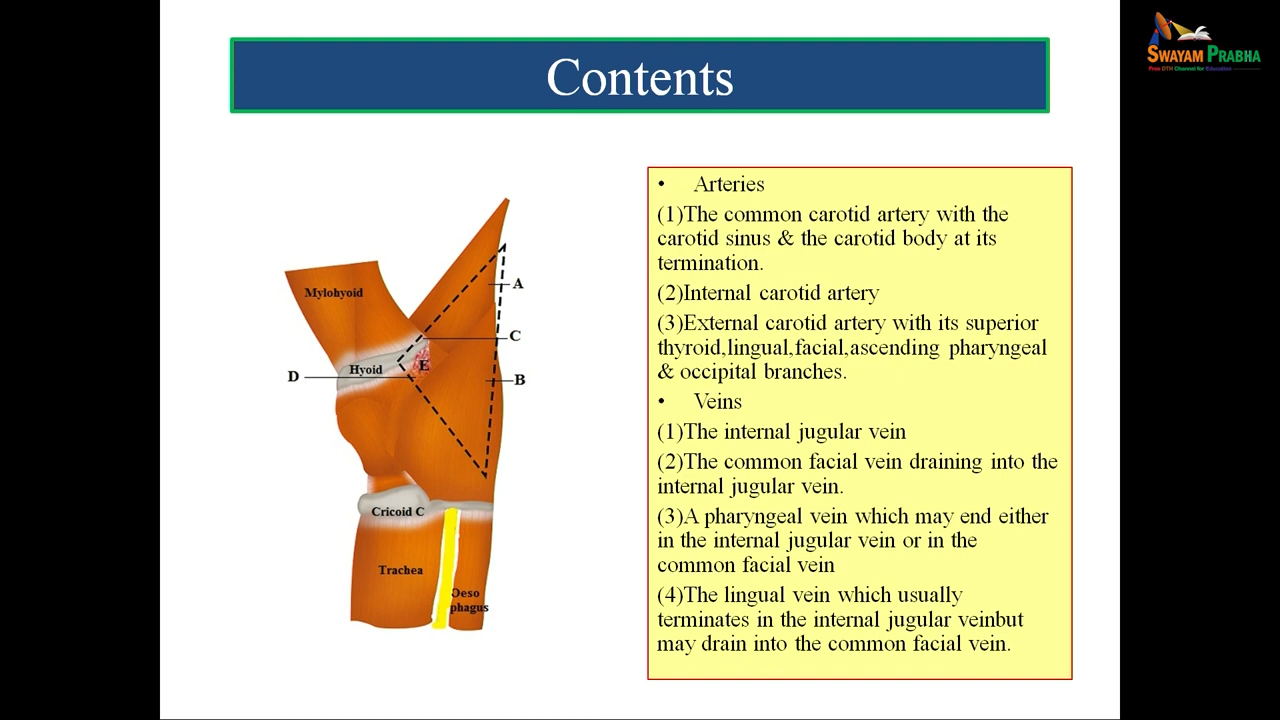 Contents
SWAYAM PRABHA
Free DTH Channel for Education
• Arteries
(1)The common carotid artery with the
carotid sinus & the carotid body at its
termination.
(2)Internal carotid artery
(3)External carotid artery with its superior
thyroid,lingual,facial,ascending pharyngeal
& occipital branches.
• Veins
(1)The internal jugular vein
(2)The common facial vein draining into the
internal jugular vein.
(3)A pharyngeal vein which may end either
in the internal jugular vein or in the
common facial vein
(4)The lingual vein which usually
terminates in the internal jugular veinbut
may drain into the common facial vein.
Mylohyoid
A
C
Hyoid
E
D
B
Cricoid C
Trachea
Oeso
phagus